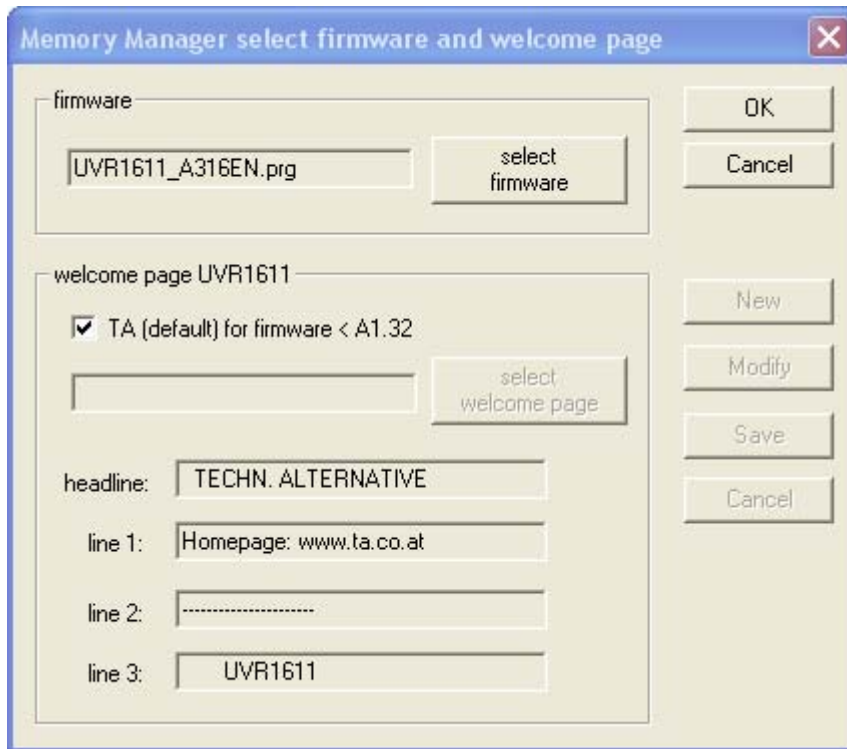 Memory Manager select firmware and welcome page
firmware
UVR1611_A316EN.prg
select
firmware
OK
Cancel
welcome page UVR1611
TA (default) for firmware < A1.32
select
welcome page
New
Modify
Save
Cancel
headline: TECHN. ALTERNATIVE
line 1: Homepage: www.ta.co.at
line 2: ----------------------
line 3: UVR1611